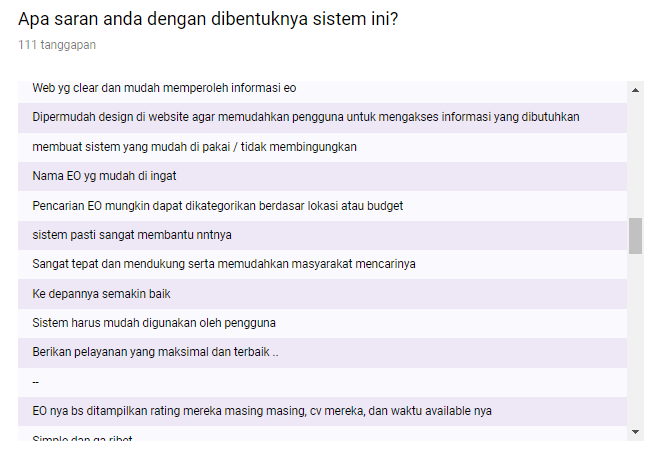 Apa saran anda dengan dibentuknya sistem ini?
111 tanggapan
Web yg clear dan mudah memperoleh informasi eo
Dipermudah design di website agar memudahkan pengguna untuk mengakses informasi yang dibutuhkan
membuat sistem yang mudah di pakai / tidak membingungkan
Nama EO yg mudah di ingat
Pencarian EO mungkin dapat dikategorikan berdasar lokasi atau budget
sistem pasti sangat membantu nntnya
Sangat tepat dan mendukung serta memudahkan masyarakat mencarinya
Ke depannya semakin baik
Sistem harus mudah digunakan oleh pengguna
Berikan pelayanan yang maksimal dan terbaik ..
--
EO nya bs ditampilkan rating mereka masing masing, cv mereka, dan waktu available nya
Simple dan ga ribet